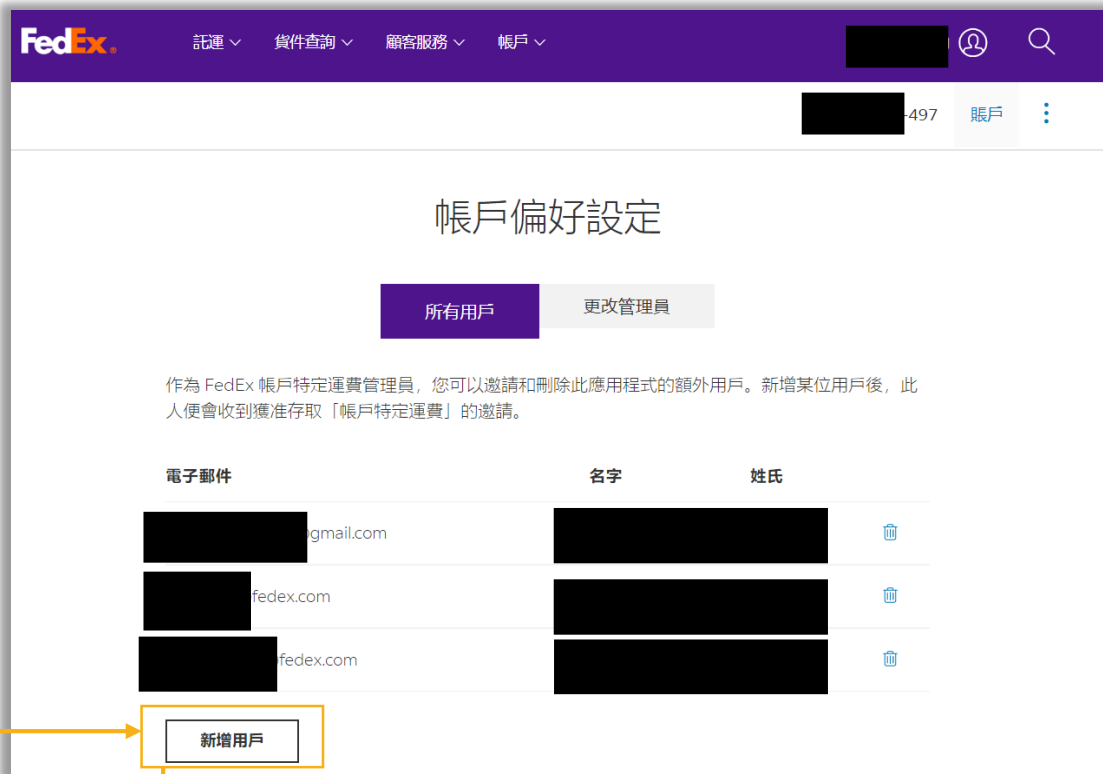 FedEx®
託運 貨件查詢 顧客服務 帳戶
-497 賬戶
帳戶偏好設定
所有用戶 更改管理員
作為 FedEx 帳戶特定運費管理員，您可以邀請和刪除此應用程式的額外用戶。新增某位用戶後，此
人便會收到獲准存取「帳戶特定運費」的邀請。
電子郵件 名字 姓氏
gmail.com
fedex.com
fedex.com
新增用戶